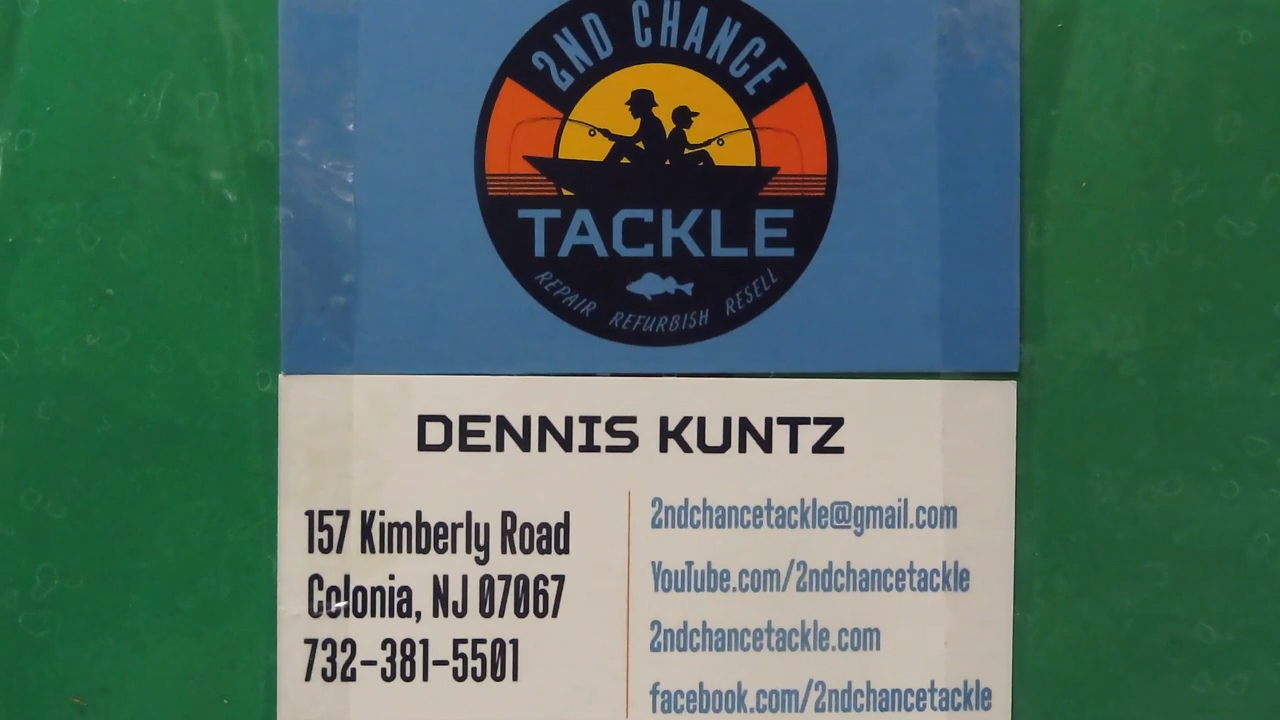 2ND CHANCE
TACKLE
REPAIR REFURBISH RESELL
DENNIS KUNTZ
157 Kimberly Road
Colonia, NJ 07067
732-381-5501
2ndchancetackle@gmail.com
YouTube.com/2ndchancetackle
2ndchancetackle.com
facebook.com/2ndchancetackle